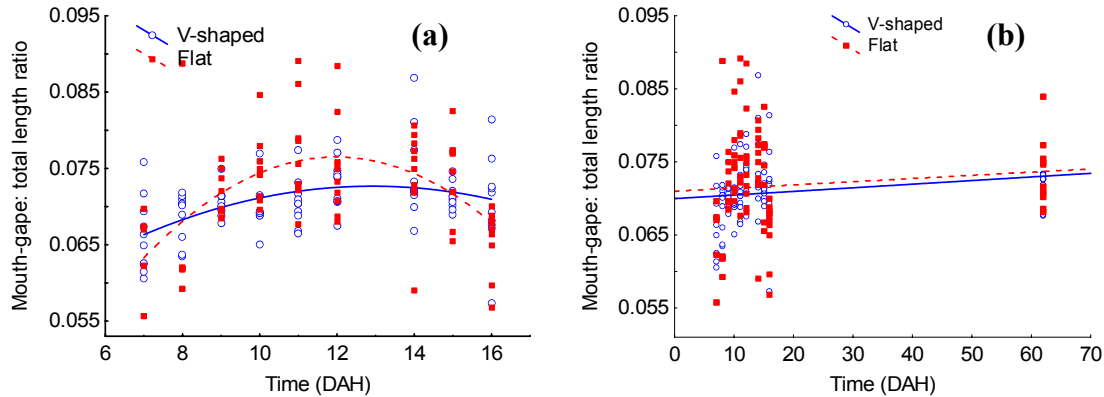 0.095
0.085
0.075
0.065
0.055
Mouth-gape: total length ratio
V-shaped
Flat
(a)
6 8 10 12 14 16
Time (DAH)
0.095
0.085
0.075
0.065
0.055
Mouth-gape: total length ratio
V-shaped
Flat
(b)
0 10 20 30 40 50 60 70
Time (DAH)